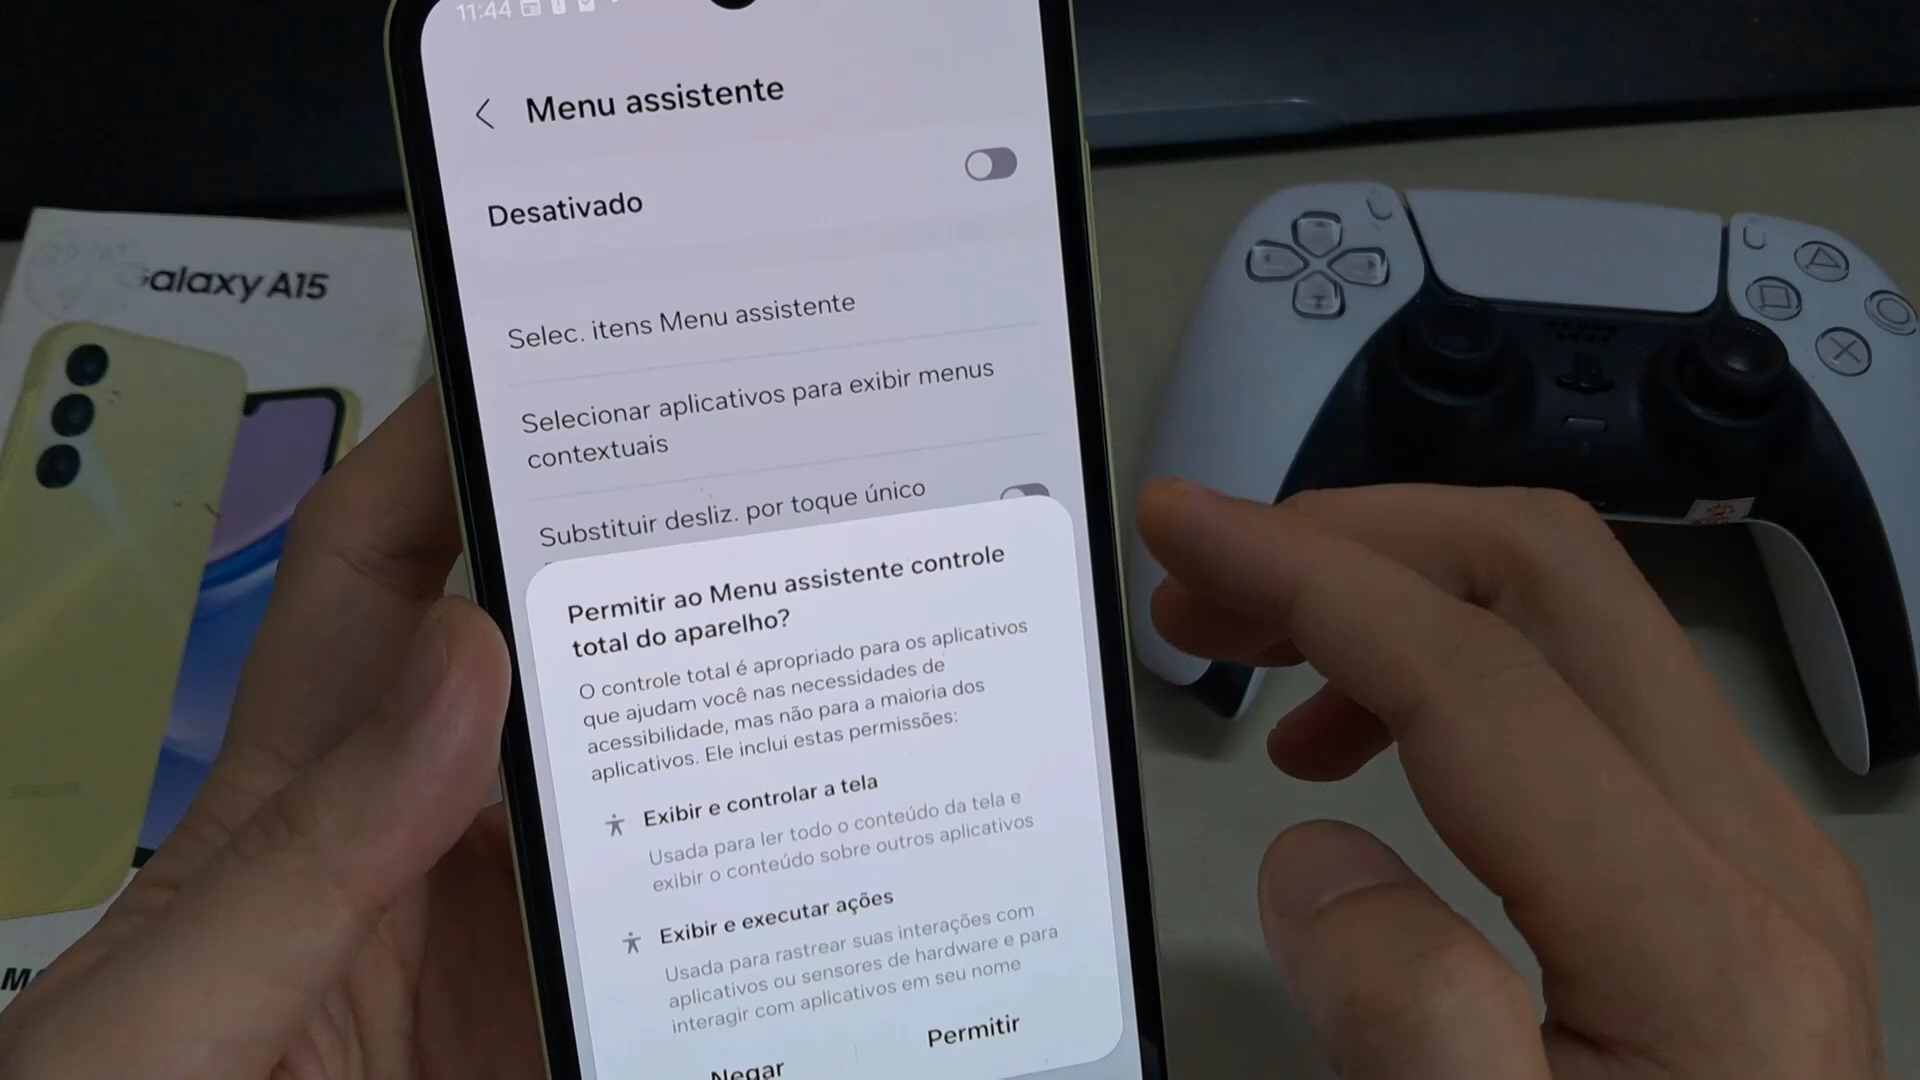 11:44
Menu assistente
Desativado
Selec. itens Menu assistente
Selecionar aplicativos para exibir menus
contextuais
Substituir desliz. por toque único
Permitir ao Menu assistente controle
total do aparelho?
O controle total é apropriado para os aplicativos
que ajudam você nas necessidades de
acessibilidade, mas não para a maioria dos
aplicativos. Ele inclui estas permissões:
Exibir e controlar a tela
Usada para ler todo o conteúdo da tela e
exibir o conteúdo sobre outros aplicativos
Exibir e executar ações
Usada para rastrear suas interações com
aplicativos ou sensores de hardware e para
interagir com aplicativos em seu nome
Negar
Permitir
Galaxy A15